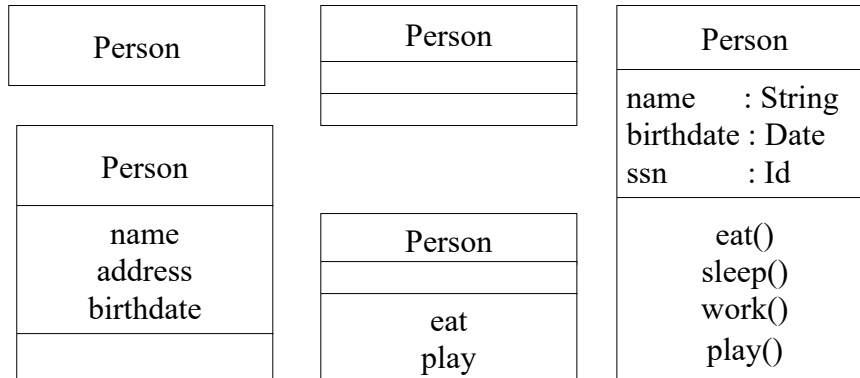 Person
Person
name
address
birthdate
Person
Person
eat
play
Person
name : String
birthdate : Date
ssn : Id
eat()
sleep()
work()
play()